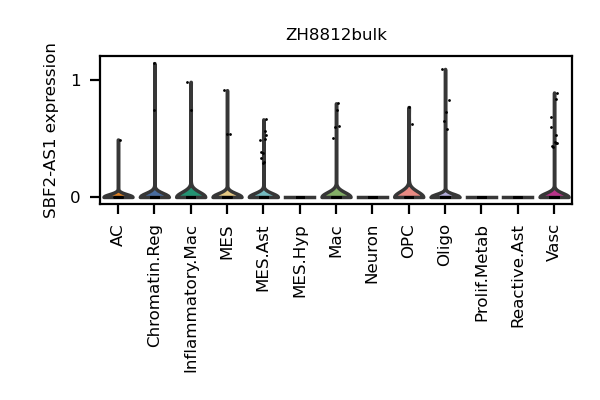 ZH8812bulk
SBF2-AS1 expression
1
0
AC
Chromatin.Reg
Inflammatory.Mac
MES
MES.Ast
MES.Hyp
Mac
Neuron
OPC
Oligo
Prolif.Metab
Reactive.Ast
Vasc